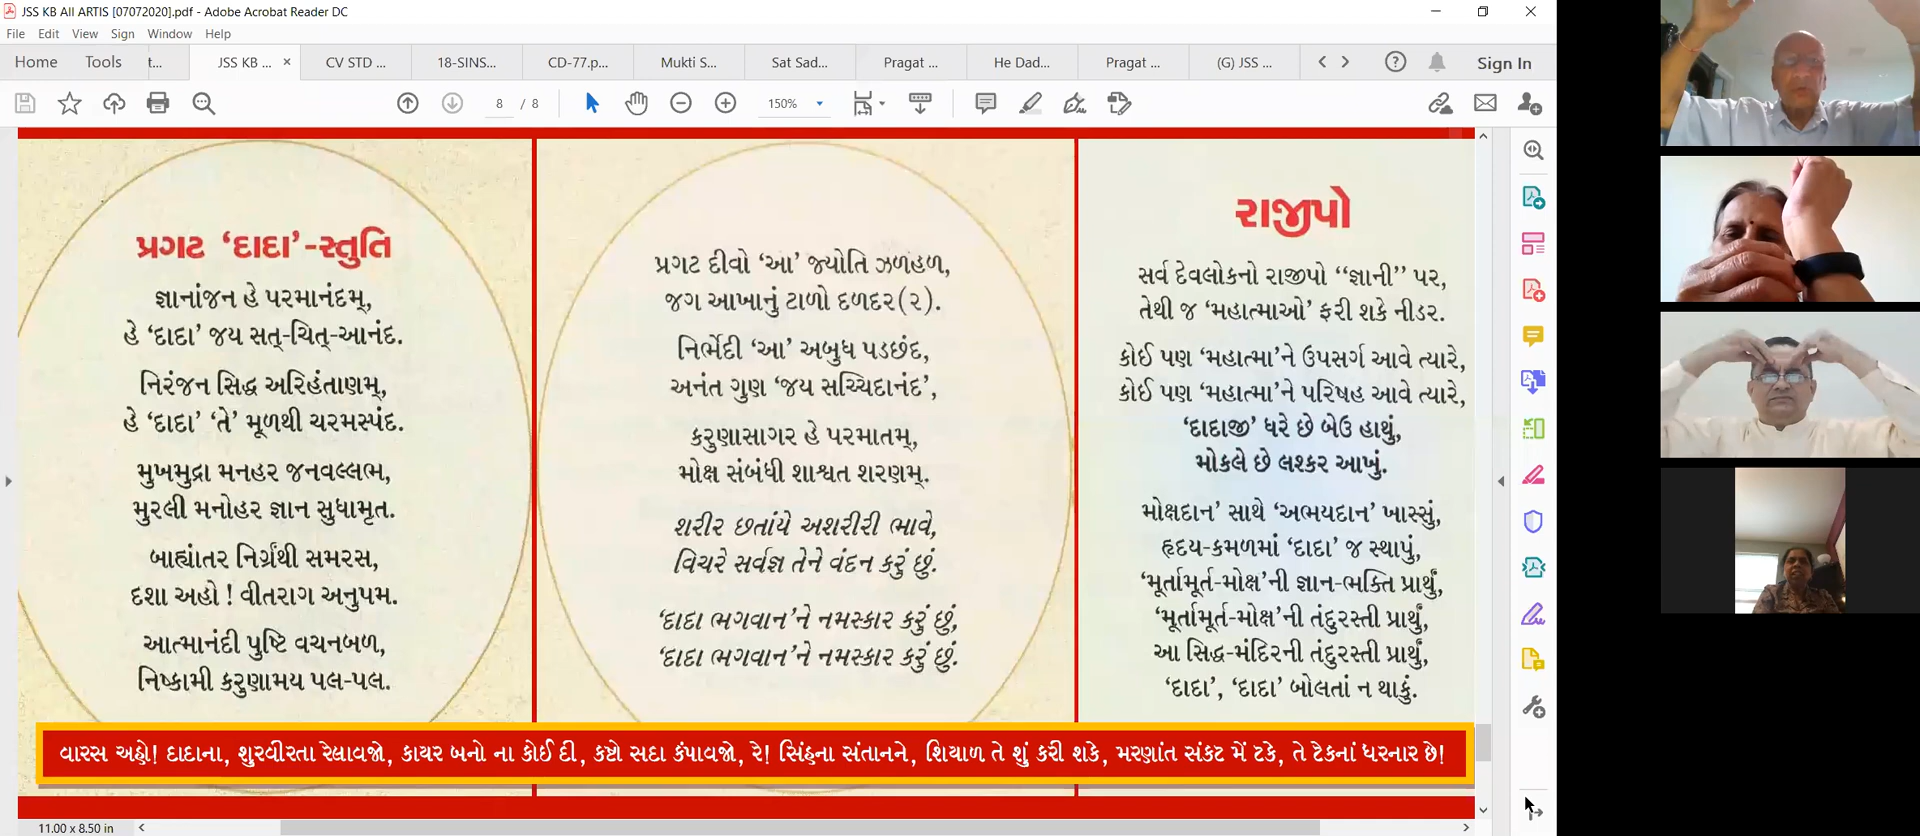 JSS KB All ARTIS [07072020].pdf - Adobe Acrobat Reader DC
File Edit View Sign Window Help
Home Tools t... JSS KB ... × CV STD ... 18-SINS... CD-77.p... Mukti S... Sat Sad... Pragat ... He Dad... Pragat ... (G) JSS ... Sign In
8 / 8 150%
પ્રગટ ‘દાદા’-સ્તુતિ
જ્ઞાનાંજન હે પરમાનંદમ્,
હે ‘દાદા’ જય સત્-ચિત્-આનંદ.
નિરંજન સિદ્ધ અરિહંતાણમ્,
હે ‘દાદા’ ‘તે’ મૂળથી ચરમસ્પંદ.
મુખમુદ્રા મનહર જનવલ્લભ,
મુરલી મનોહર જ્ઞાન સુધામૃત.
બાહ્યાંતર નિર્ગ્રંથી સમરસ,
દશા અહો ! વીતરાગ અનુપમ.
આત્માનંદી પુષ્ટિ વચનબળ,
નિષ્કામી કરુણામય પલ-પલ.
પ્રગટ દીવો ‘આ’ જ્યોતિ ઝળહળ,
જગ આખાનું ટાળો દળદર(૨).
નિર્ભેદી ‘આ’ અબુધ પડછંદ,
અનંત ગુણ ‘જય સચ્ચિદાનંદ’,
કરુણાસાગર હે પરમાતમ્,
મોક્ષ સંબંધી શાશ્વત શરણમ્.
શરીર છતાંયે અશરીરી ભાવે,
વિચરે સર્વજ્ઞ તેને વંદન કરું છું.
‘દાદા ભગવાન’ને નમસ્કાર કરું છું,
‘દાદા ભગવાન’ને નમસ્કાર કરું છું.
રાજીપો
સર્વ દેવલોકનો રાજીપો ‘‘જ્ઞાની’’ પર,
તેથી જ ‘મહાત્માઓ’ ફરી શકે નીડર.
કોઈ પણ ‘મહાત્મા’ને ઉપસર્ગ આવે ત્યારે,
કોઈ પણ ‘મહાત્મા’ને પરિષહ આવે ત્યારે,
‘દાદાજી’ ધરે છે બેઉ હાથું,
મોકલે છે લશ્કર આખું.
મોક્ષદાન’ સાથે ‘અભયદાન’ ખાસ્સું,
હૃદય-કમળમાં ‘દાદા’ જ સ્થાપું,
‘મૂર્તામૂર્ત-મોક્ષ’ની જ્ઞાન-ભક્તિ પ્રાર્થું,
‘મૂર્તામૂર્ત-મોક્ષ’ની તંદુરસ્તી પ્રાર્થું,
આ સિદ્ધ-મંદિરની તંદુરસ્તી પ્રાર્થું,
‘દાદા’, ‘દાદા’ બોલતાં ન થાકું.
વારસ અહો! દાદાના, શુરવીરતા રેલાવજો, કાયર બનો ના કોઈ દી, કષ્ટો સદા કંપાવજો, રે! સિંહના સંતાનને, શિયાળ તે શું કરી શકે, મરણાંત સંકટ મેં ટકે, તે ટેકનાં ધરનાર છે!
11.00 x 8.50 in